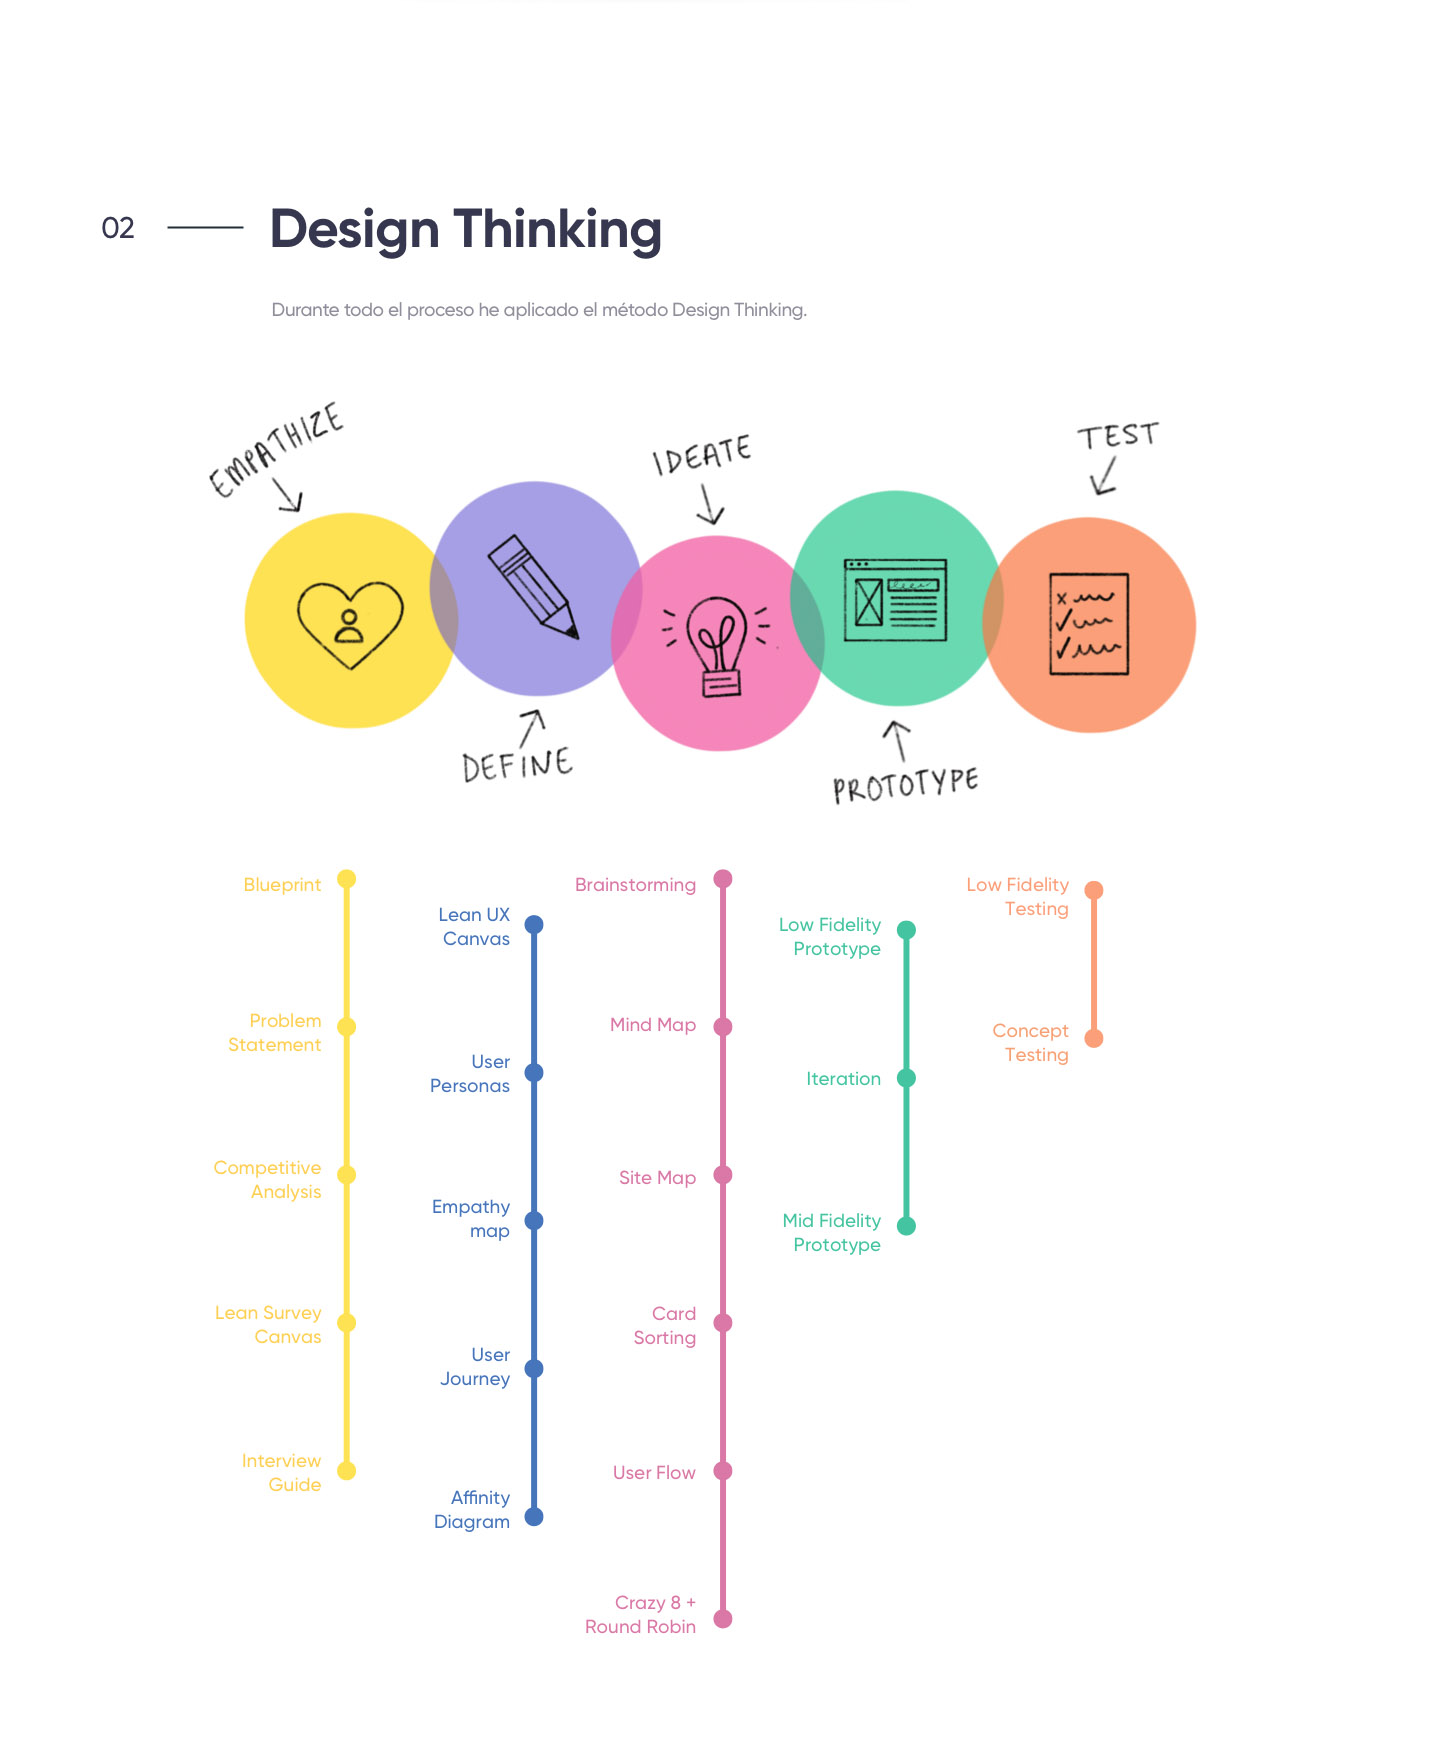 02
Design Thinking
Durante todo el proceso he aplicado el método Design Thinking.
EMPATHIZE
IDEATE
TEST
DEFINE
PROTOTYPE
Blueprint
Problem
Statement
Competitive
Analysis
Lean Survey
Canvas
Interview
Guide
Lean UX
Canvas
User
Personas
Empathy
map
User
Journey
Affinity
Diagram
Brainstorming
Mind Map
Site Map
Card
Sorting
User Flow
Crazy 8 +
Round Robin
Low Fidelity
Prototype
Iteration
Mid Fidelity
Prototype
Low Fidelity
Testing
Concept
Testing